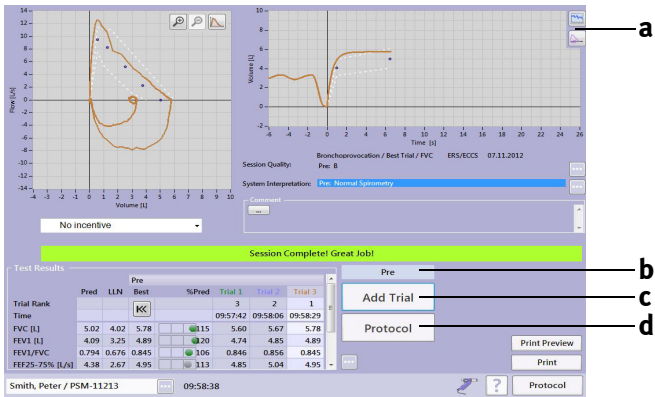 14
12
10
8
6
4
2
0
-2
-4
-6
-8
-10
-12
-14
Flow [L/s]
-4 -3 -2 -1 0 1 2 3 4 5 6 7 8 9 10
Volume [L]
10
8
6
4
2
0
-2
Volume [L]
-6 -4 -2 0 2 4 6 8 10 12 14 16 18 20 22 24 26
Time [s]
a
Bronchoprovocation / Best Trial / FVC ERS/ECCS 07.11.2012
Session Quality: Pre: B
System Interpretation: Pre: Normal Spirometry
Comment
...
No incentive
Session Complete! Great Job!
Test Results
Pre
Pred LLN Best %Pred Trial 1 Trial 2 Trial 3
Trial Rank 3 2 1
Time 09:57:42 09:58:06 09:58:29
FVC [L] 5.02 4.02 5.78 115 5.60 5.67 5.78
FEV1 [L] 4.09 3.25 4.89 120 4.74 4.85 4.89
FEV1/FVC 0.794 0.676 0.845 106 0.846 0.856 0.845
FEF25-75% [L/s] 4.38 2.67 4.95 113 4.85 5.04 4.95
Pre
b
Add Trial
c
Protocol
d
Print Preview
Print
Smith, Peter / PSM-11213 ... 09:58:38 ? Protocol